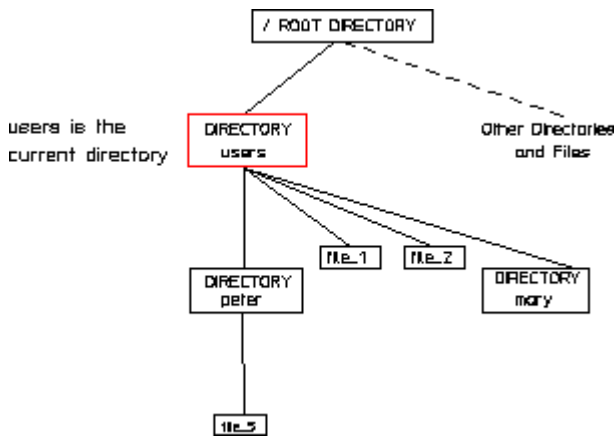 / ROOT DIRECTORY
users is the
current directory
DIRECTORY
users
Other Directories
and Files
file_1
file_2
DIRECTORY
peter
DIRECTORY
mary
file_3